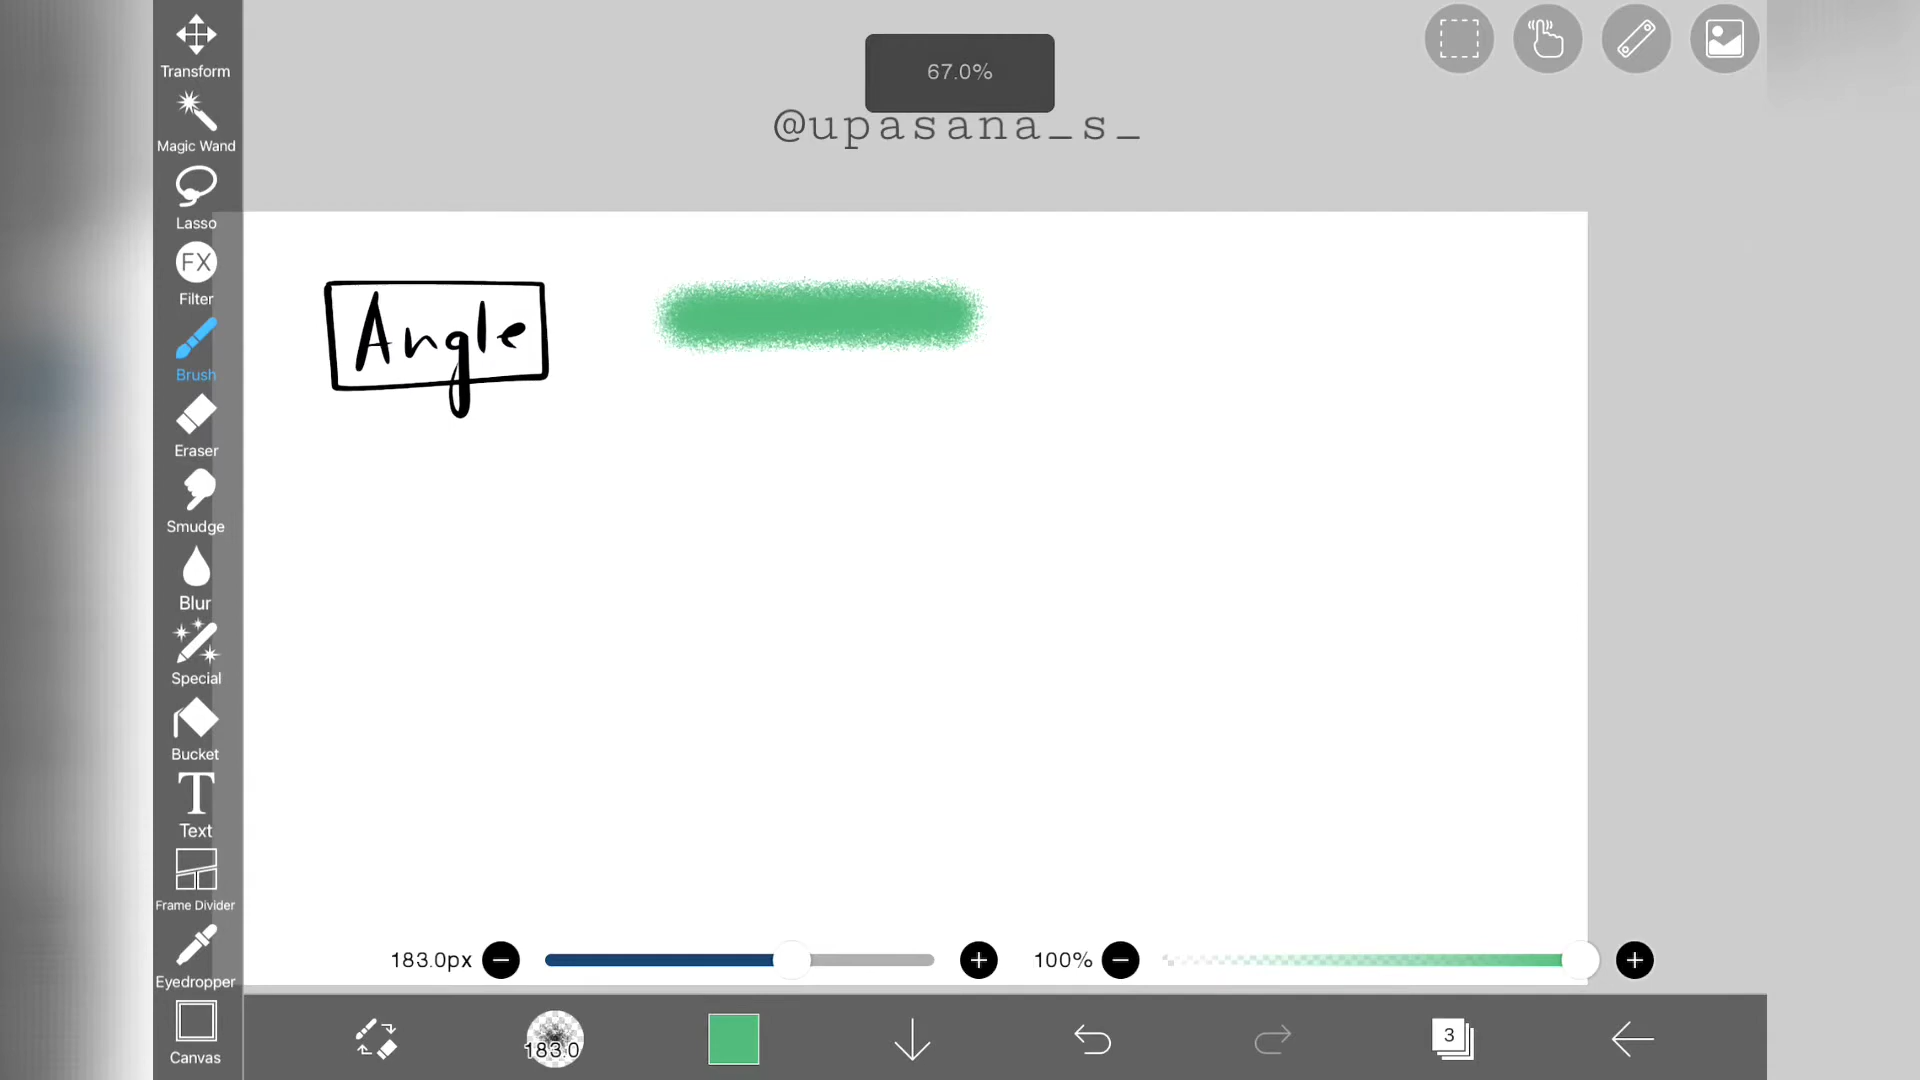 67.0%
@upasana_s_
Transform
Magic Wand
Lasso
FX
Filter
Brush
Eraser
Smudge
Blur
Special
Bucket
T
Text
Frame Divider
Eyedropper
Canvas
Angle
183.0px
100%
183.0
3